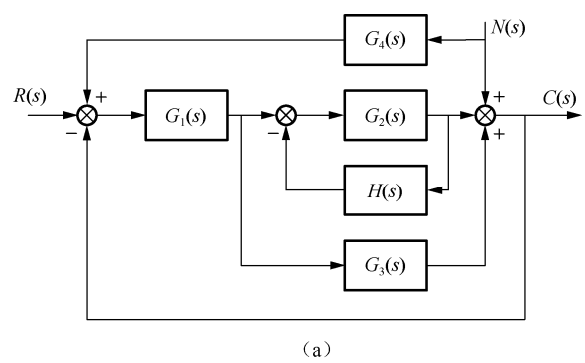 G4(s)
N(s)
+
+
R(s)
G1(s)
G2(s)
C(s)
−
−
+
H(s)
G3(s)
（a）